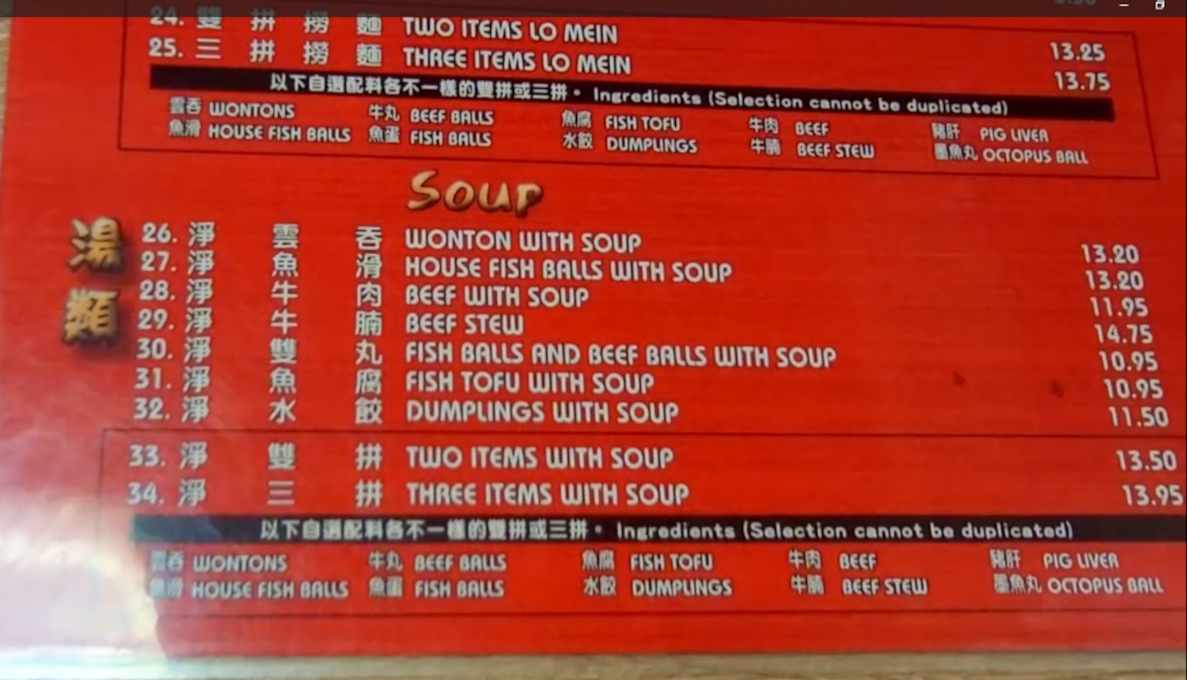 24. 雙 拼 撈 麵 TWO ITEMS LO MEIN 13.25
25. 三 拼 撈 麵 THREE ITEMS LO MEIN 13.75
以下自選配料各不一樣的雙拼或三拼。 Ingredients (Selection cannot be duplicated)
雲吞 WONTONS 牛丸 BEEF BALLS 魚腐 FISH TOFU 牛肉 BEEF 豬肝 PIG LIVER
魚滑 HOUSE FISH BALLS 魚蛋 FISH BALLS 水餃 DUMPLINGS 牛腩 BEEF STEW 墨魚丸 OCTOPUS BALL
湯類
Soup
26. 淨 雲 吞 WONTON WITH SOUP 13.20
27. 淨 魚 滑 HOUSE FISH BALLS WITH SOUP 13.20
28. 淨 牛 肉 BEEF WITH SOUP 11.95
29. 淨 牛 腩 BEEF STEW 14.75
30. 淨 雙 丸 FISH BALLS AND BEEF BALLS WITH SOUP 10.95
31. 淨 魚 腐 FISH TOFU WITH SOUP 10.95
32. 淨 水 餃 DUMPLINGS WITH SOUP 11.50
33. 淨 雙 拼 TWO ITEMS WITH SOUP 13.50
34. 淨 三 拼 THREE ITEMS WITH SOUP 13.95
以下自選配料各不一樣的雙拼或三拼。 Ingredients (Selection cannot be duplicated)
雲吞 WONTONS 牛丸 BEEF BALLS 魚腐 FISH TOFU 牛肉 BEEF 豬肝 PIG LIVER
魚滑 HOUSE FISH BALLS 魚蛋 FISH BALLS 水餃 DUMPLINGS 牛腩 BEEF STEW 墨魚丸 OCTOPUS BALL